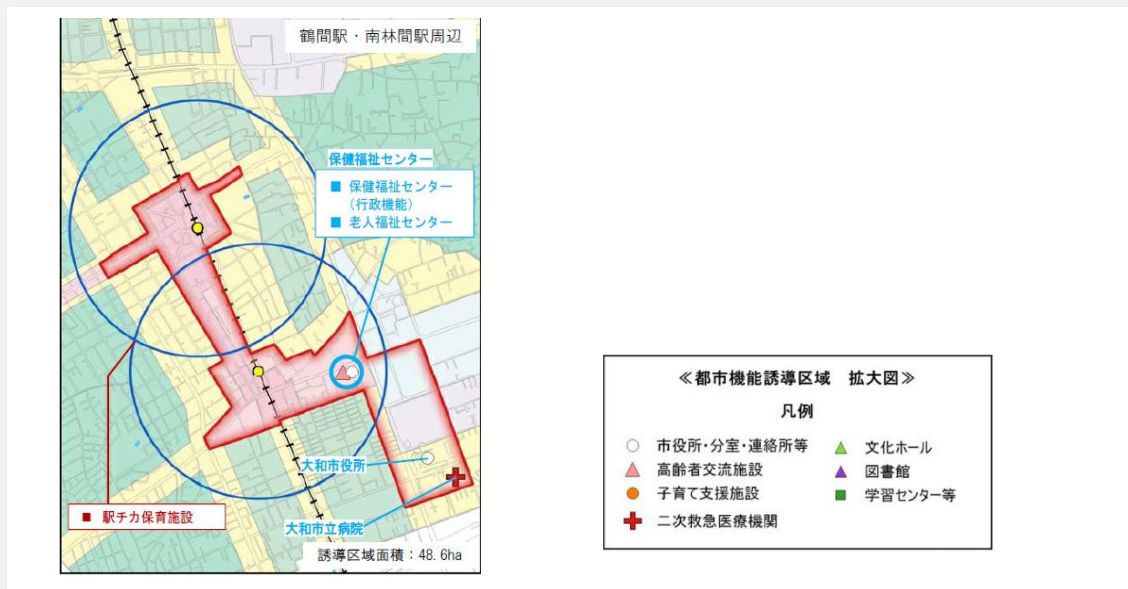 鶴間駅・南林間駅周辺
保健福祉センター
■ 保健福祉センター
（行政機能）
■ 老人福祉センター
大和市役所
■ 駅チカ保育施設
大和市立病院
誘導区域面積：48.6ha
≪都市機能誘導区域　拡大図≫
凡例
市役所・分室・連絡所等
高齢者交流施設
子育て支援施設
二次救急医療機関
文化ホール
図書館
学習センター等